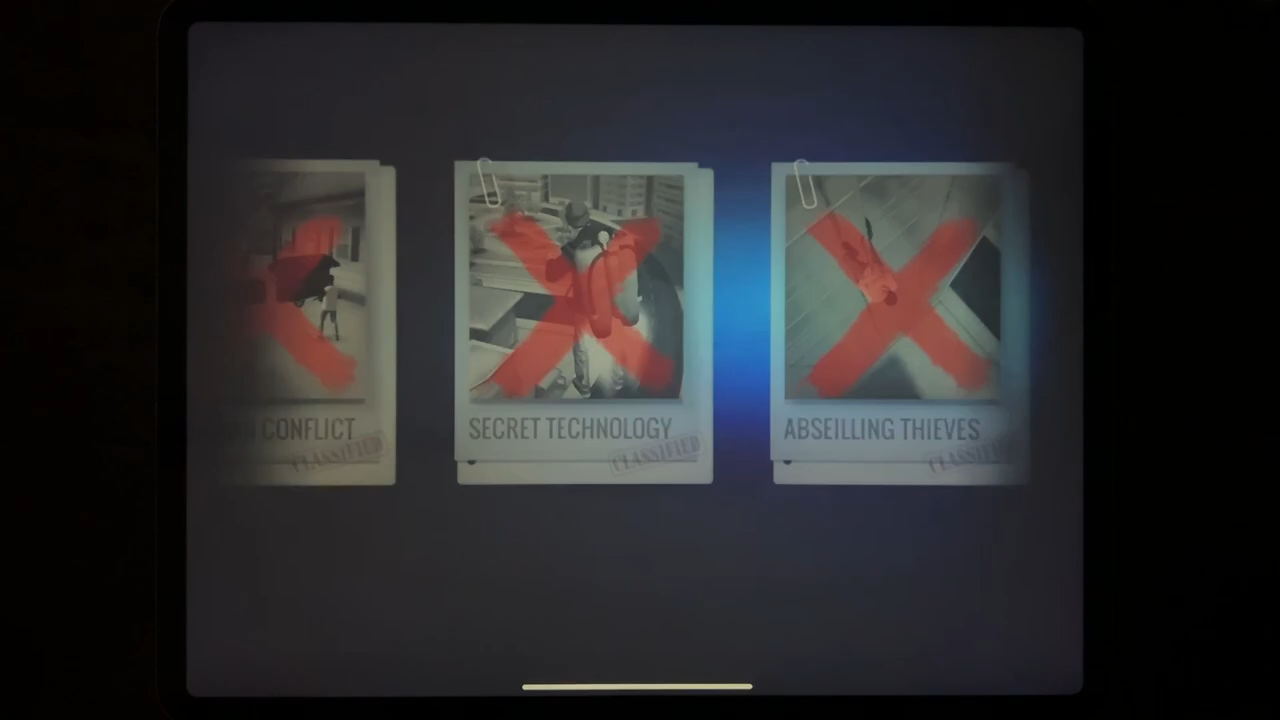 CONFLICT
CLASSIFIED
SECRET TECHNOLOGY
CLASSIFIED
ABSEILLING THIEVES